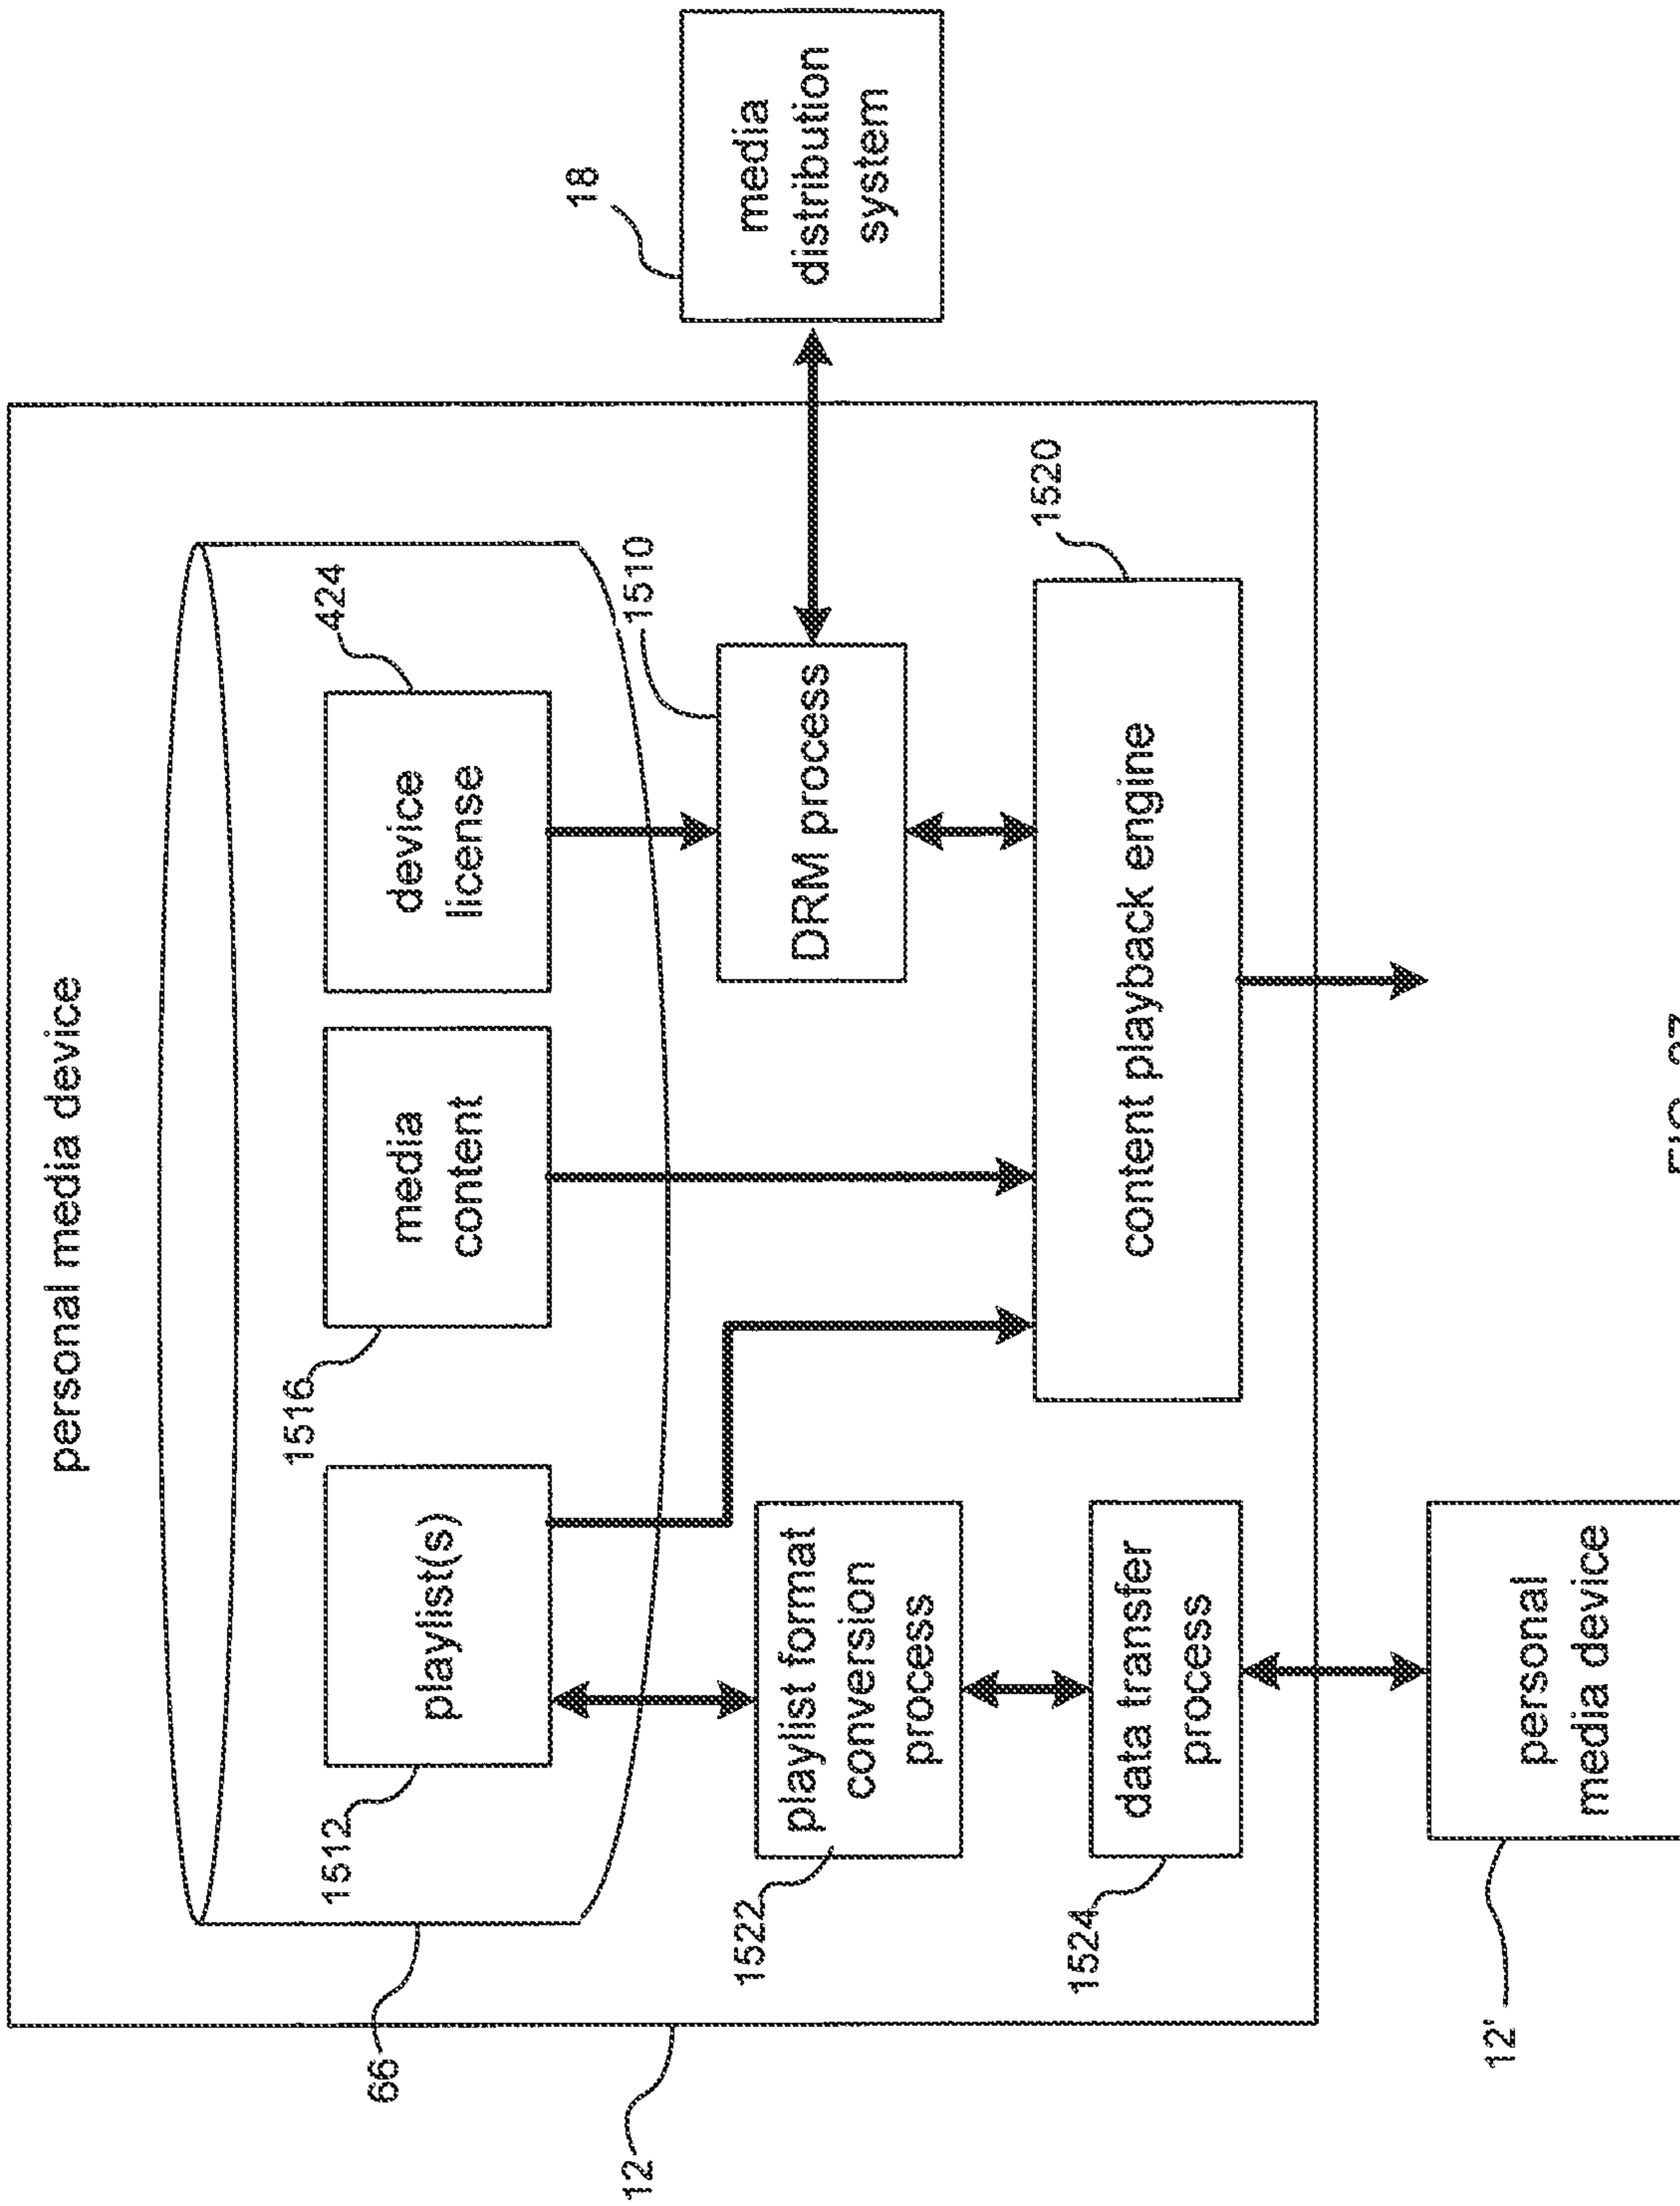 personal media device
66
12
1512
playlist(s)
1516
media
content
424
device
license
1510
DRM process
18
media
distribution
system
1522
playlist format
conversion
process
1524
data transfer
process
1520
content playback engine
12'
personal
media device